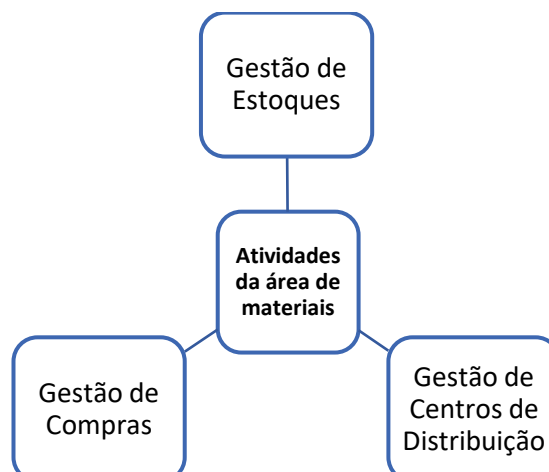 Gestão de
Estoques
Atividades
da área de
materiais
Gestão de
Compras
Gestão de
Centros de
Distribuição